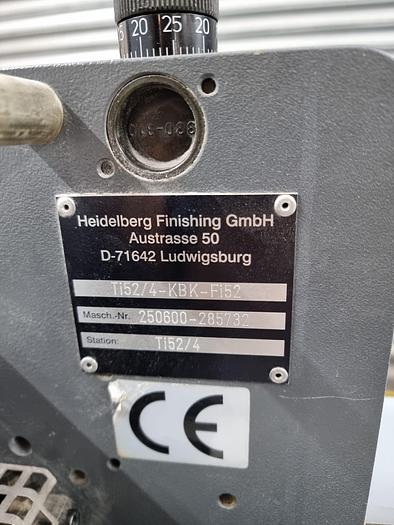 20 25 20
Heidelberg Finishing GmbH
Austrasse 50
D-71642 Ludwigsburg
Ti52/4-KBK-Fi52
Masch.-Nr. 250600-285732
Station: Ti52/4
CE